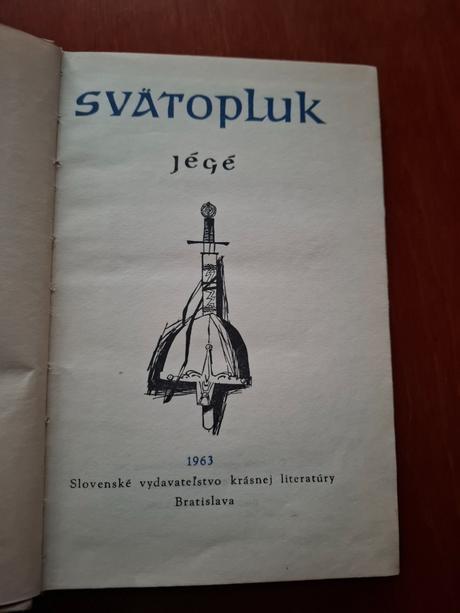 SVÄTOPLUK
JÉGÉ
1963
Slovenské vydavateľstvo krásnej literatúry
Bratislava